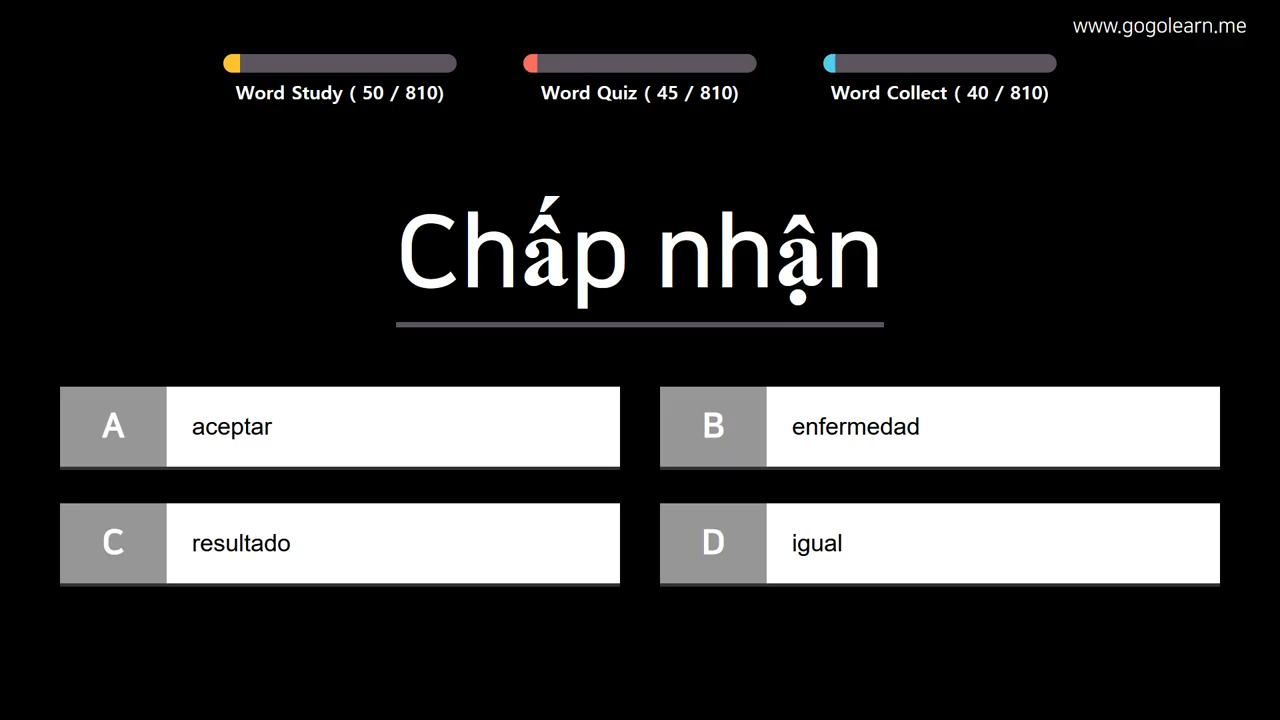 www.gogolearn.me
Word Study ( 50 / 810)
Word Quiz ( 45 / 810)
Word Collect ( 40 / 810)
Chấp nhận
A aceptar
B enfermedad
C resultado
D igual